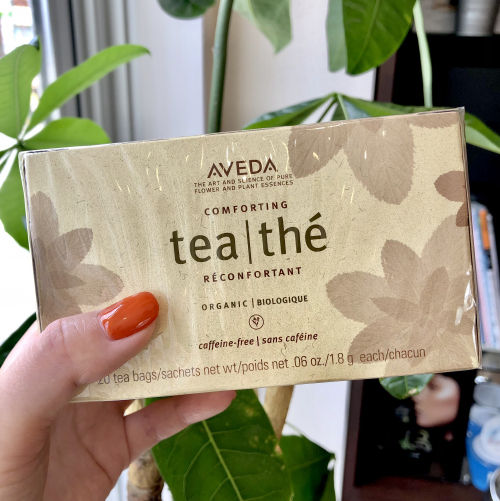 AVEDA
THE ART AND SCIENCE OF PURE
FLOWER AND PLANT ESSENCES
COMFORTING
tea|thé
RÉCONFORTANT
ORGANIC | BIOLOGIQUE
caffeine-free | sans caféine
20 tea bags/sachets net wt/poids net .06 oz./1.8 g each/chacun